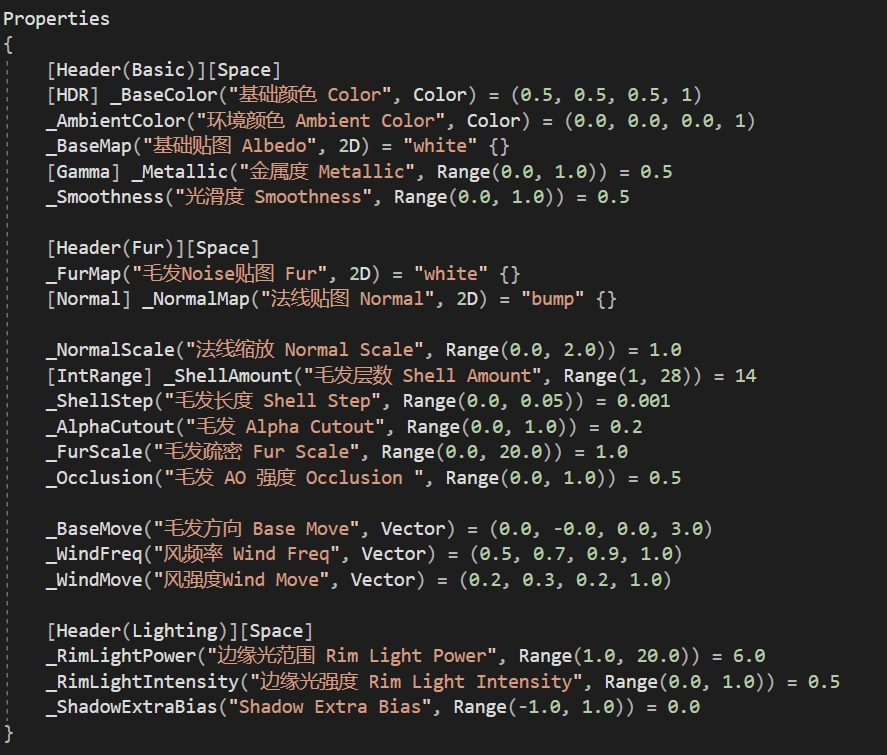 Properties
{
[Header(Basic)][Space]
[HDR] _BaseColor("基础颜色 Color", Color) = (0.5, 0.5, 0.5, 1)
_AmbientColor("环境颜色 Ambient Color", Color) = (0.0, 0.0, 0.0, 1)
_BaseMap("基础贴图 Albedo", 2D) = "white" {}
[Gamma] _Metallic("金属度 Metallic", Range(0.0, 1.0)) = 0.5
_Smoothness("光滑度 Smoothness", Range(0.0, 1.0)) = 0.5
[Header(Fur)][Space]
_FurMap("毛发Noise贴图 Fur", 2D) = "white" {}
[Normal] _NormalMap("法线贴图 Normal", 2D) = "bump" {}
_NormalScale("法线缩放 Normal Scale", Range(0.0, 2.0)) = 1.0
[IntRange] _ShellAmount("毛发层数 Shell Amount", Range(1, 28)) = 14
_ShellStep("毛发长度 Shell Step", Range(0.0, 0.05)) = 0.001
_AlphaCutout("毛发 Alpha Cutout", Range(0.0, 1.0)) = 0.2
_FurScale("毛发疏密 Fur Scale", Range(0.0, 20.0)) = 1.0
_Occlusion("毛发 AO 强度 Occlusion ", Range(0.0, 1.0)) = 0.5
_BaseMove("毛发方向 Base Move", Vector) = (0.0, -0.0, 0.0, 3.0)
_WindFreq("风频率 Wind Freq", Vector) = (0.5, 0.7, 0.9, 1.0)
_WindMove("风强度Wind Move", Vector) = (0.2, 0.3, 0.2, 1.0)
[Header(Lighting)][Space]
_RimLightPower("边缘光范围 Rim Light Power", Range(1.0, 20.0)) = 6.0
_RimLightIntensity("边缘光强度 Rim Light Intensity", Range(0.0, 1.0)) = 0.5
_ShadowExtraBias("Shadow Extra Bias", Range(-1.0, 1.0)) = 0.0
}